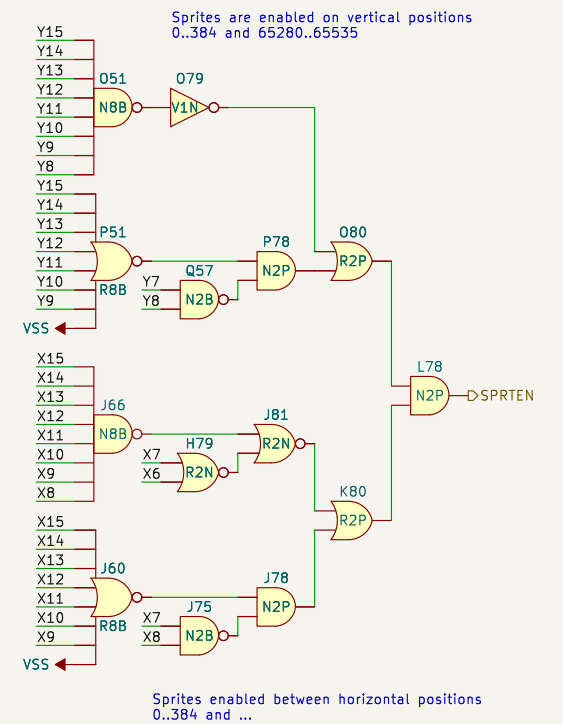 Sprites are enabled on vertical positions
0..384 and 65280..65535
Y15
Y14
Y13
Y12
Y11
Y10
Y9
Y8
O51
N8B
O79
V1N
Y15
Y14
Y13
Y12
Y11
Y10
Y9
VSS
P51
R8B
Y7
Y8
Q57
N2B
P78
N2P
O80
R2P
X15
X14
X13
X12
X11
X10
X9
X8
J66
N8B
X7
X6
H79
R2N
J81
R2N
L78
N2P
SPRTEN
K80
R2P
X15
X14
X13
X12
X11
X10
X9
VSS
J60
R8B
X7
X8
J75
N2B
J78
N2P
Sprites enabled between horizontal positions
0..384 and ...